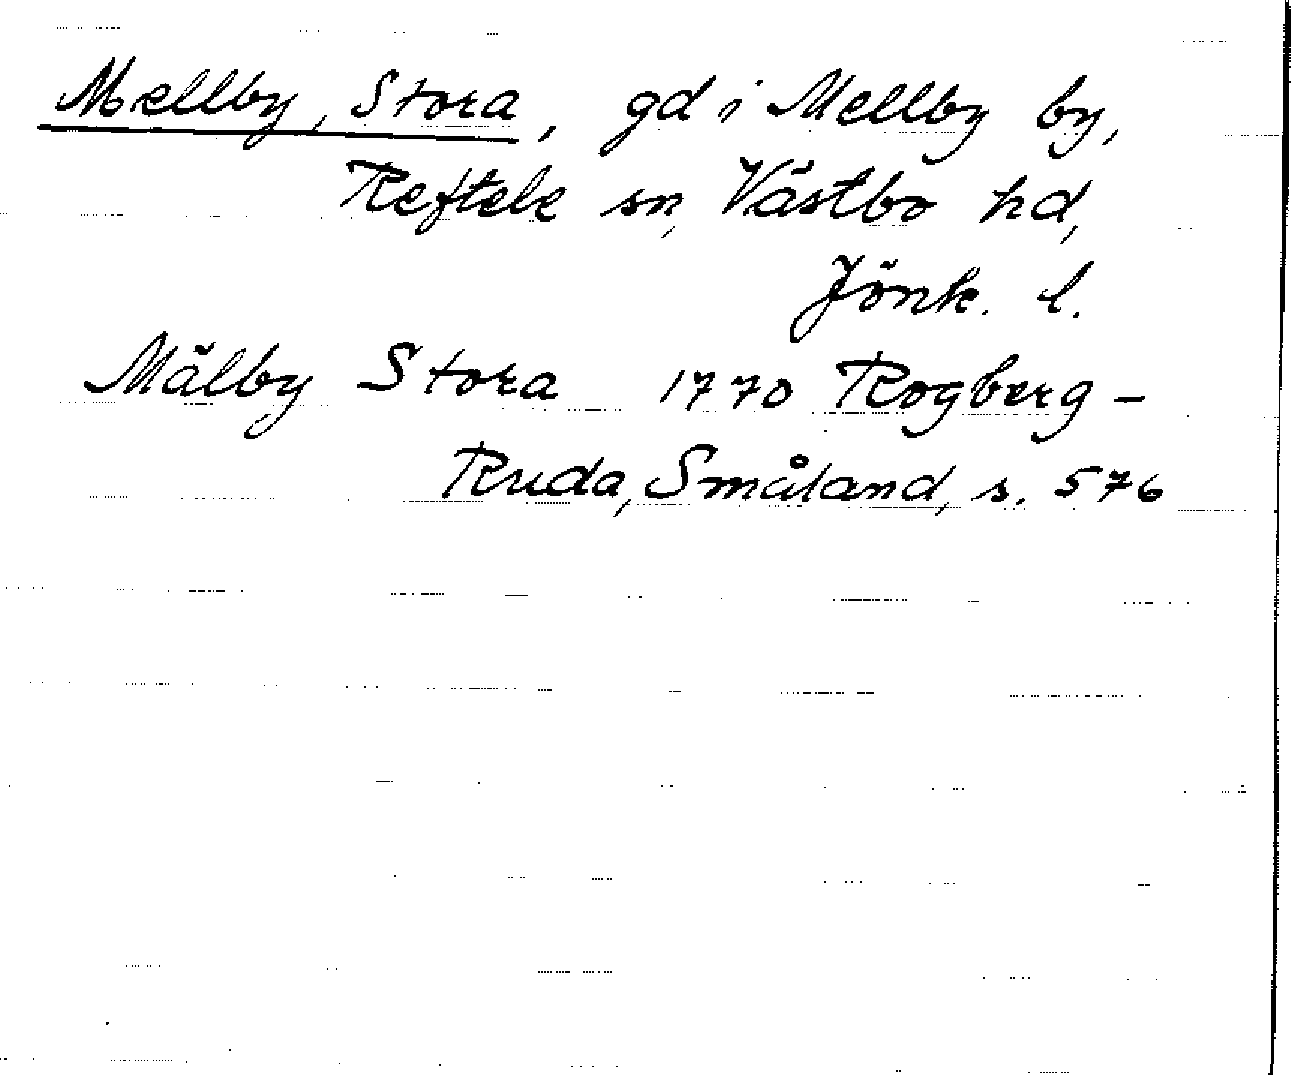 Mellby, Stora, gd i Mellby by,
Reftele sn, Västbo hd,
Jönk. l.
Mälby Stora 1770 Rogberg-
Ruda, Småland, s. 576